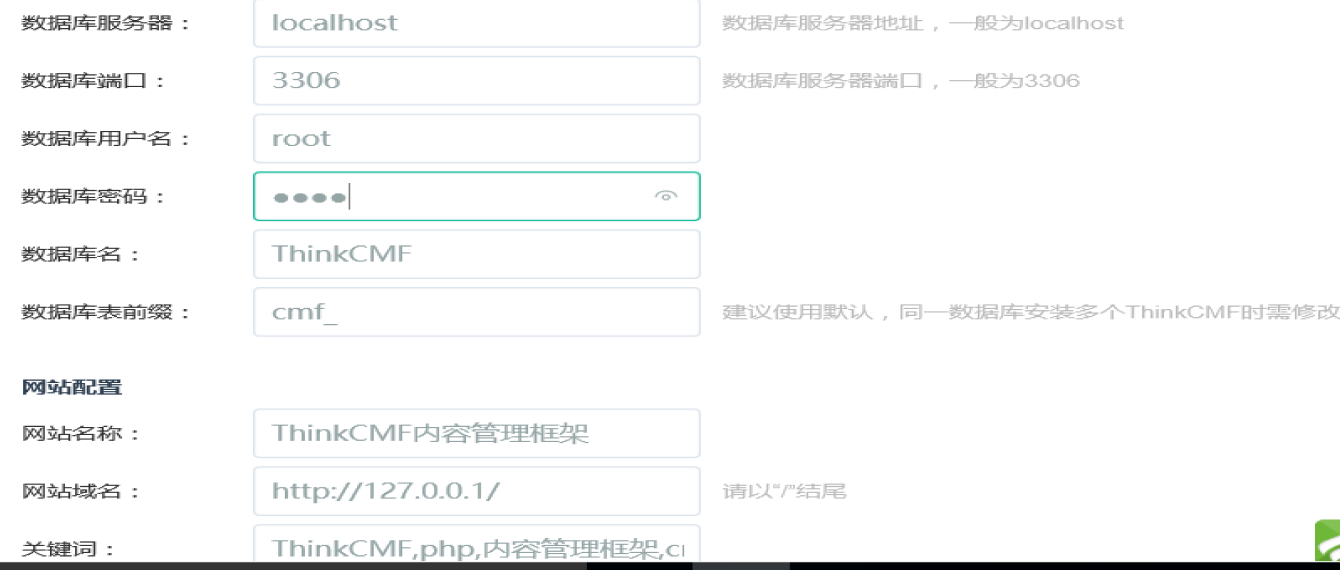 数据库服务器： localhost 数据库服务器地址，一般为localhost
数据库端口： 3306 数据库服务器端口，一般为3306
数据库用户名： root
数据库密码： ●●●●
数据库名： ThinkCMF
数据库表前缀： cmf_ 建议使用默认，同一数据库安装多个ThinkCMF时需修改
网站配置
网站名称： ThinkCMF内容管理框架
网站域名： http://127.0.0.1/ 请以“/”结尾
关键词： ThinkCMF,php,内容管理框架,c